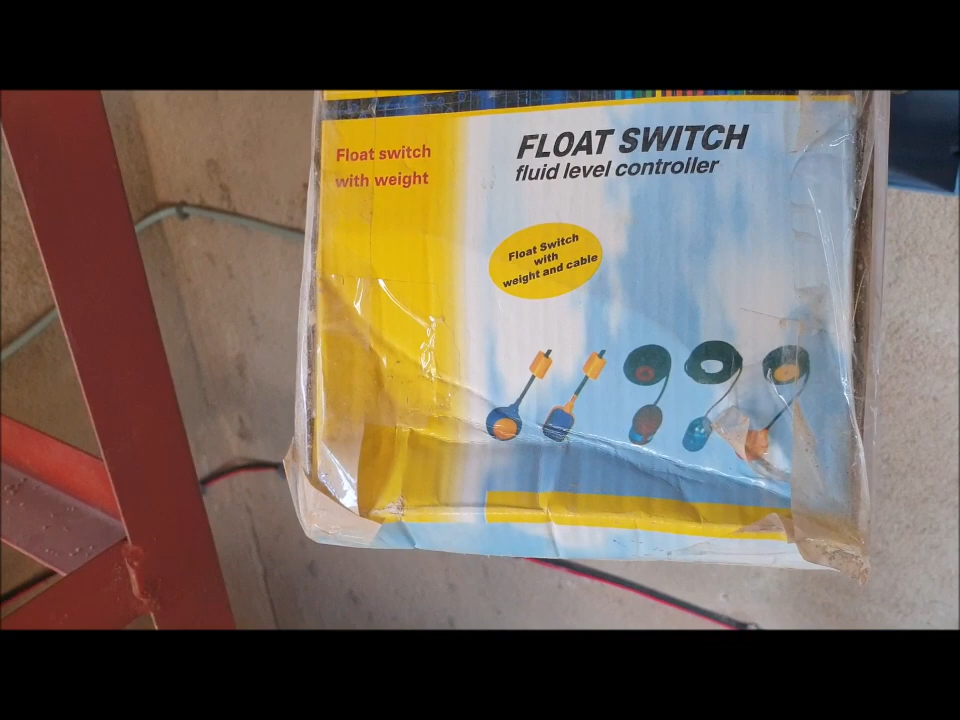 Float switch
with weight
FLOAT SWITCH
fluid level controller
Float Switch
with
weight and cable